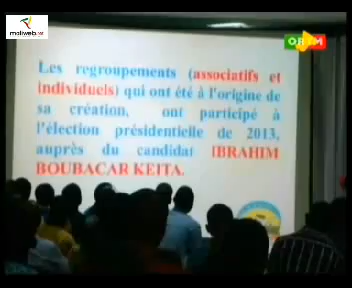 maliweb.net
ORTM
Les regroupements (associatifs et
individuels) qui ont été à l'origine de
sa création, ont participé à
l'élection présidentielle de 2013,
auprès du candidat IBRAHIM
BOUBACAR KEITA.